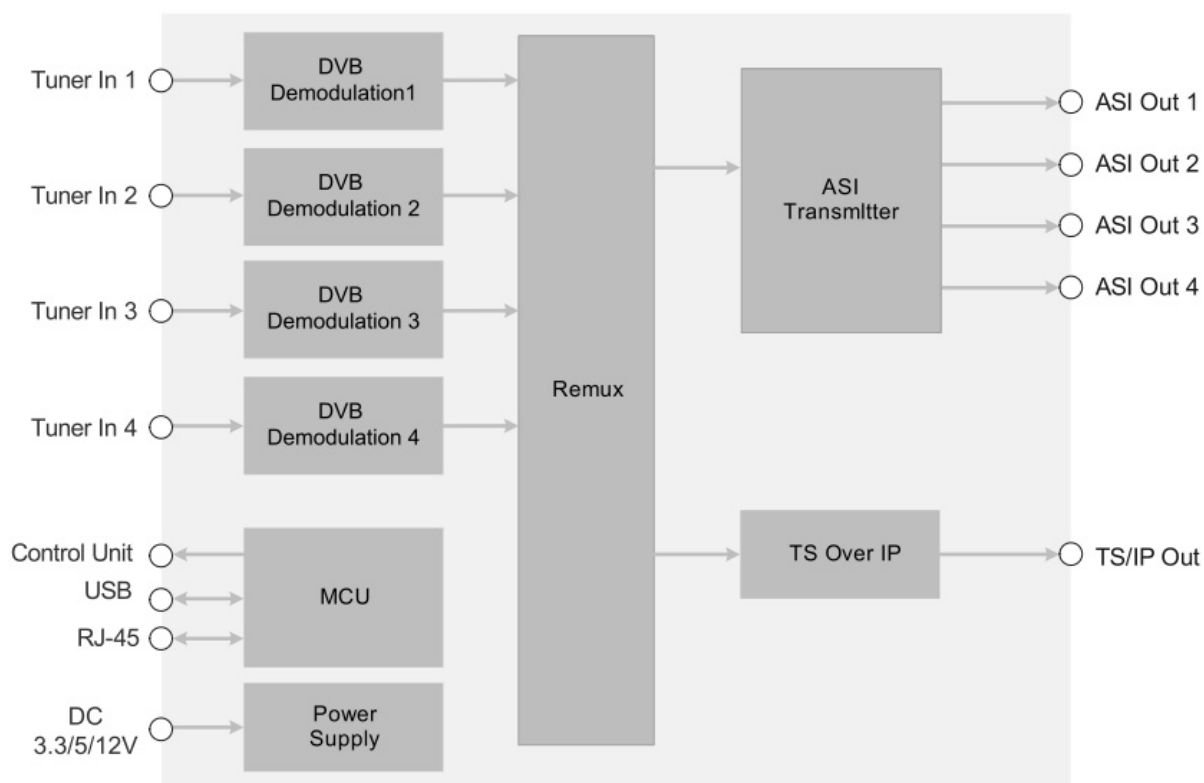 Tuner In 1
DVB
Demodulation1
Tuner In 2
DVB
Demodulation 2
Tuner In 3
DVB
Demodulation 3
Tuner In 4
DVB
Demodulation 4
Control Unit
USB
RJ-45
MCU
DC
3.3/5/12V
Power
Supply
Remux
ASI
TransmItter
ASI Out 1
ASI Out 2
ASI Out 3
ASI Out 4
TS Over IP
TS/IP Out